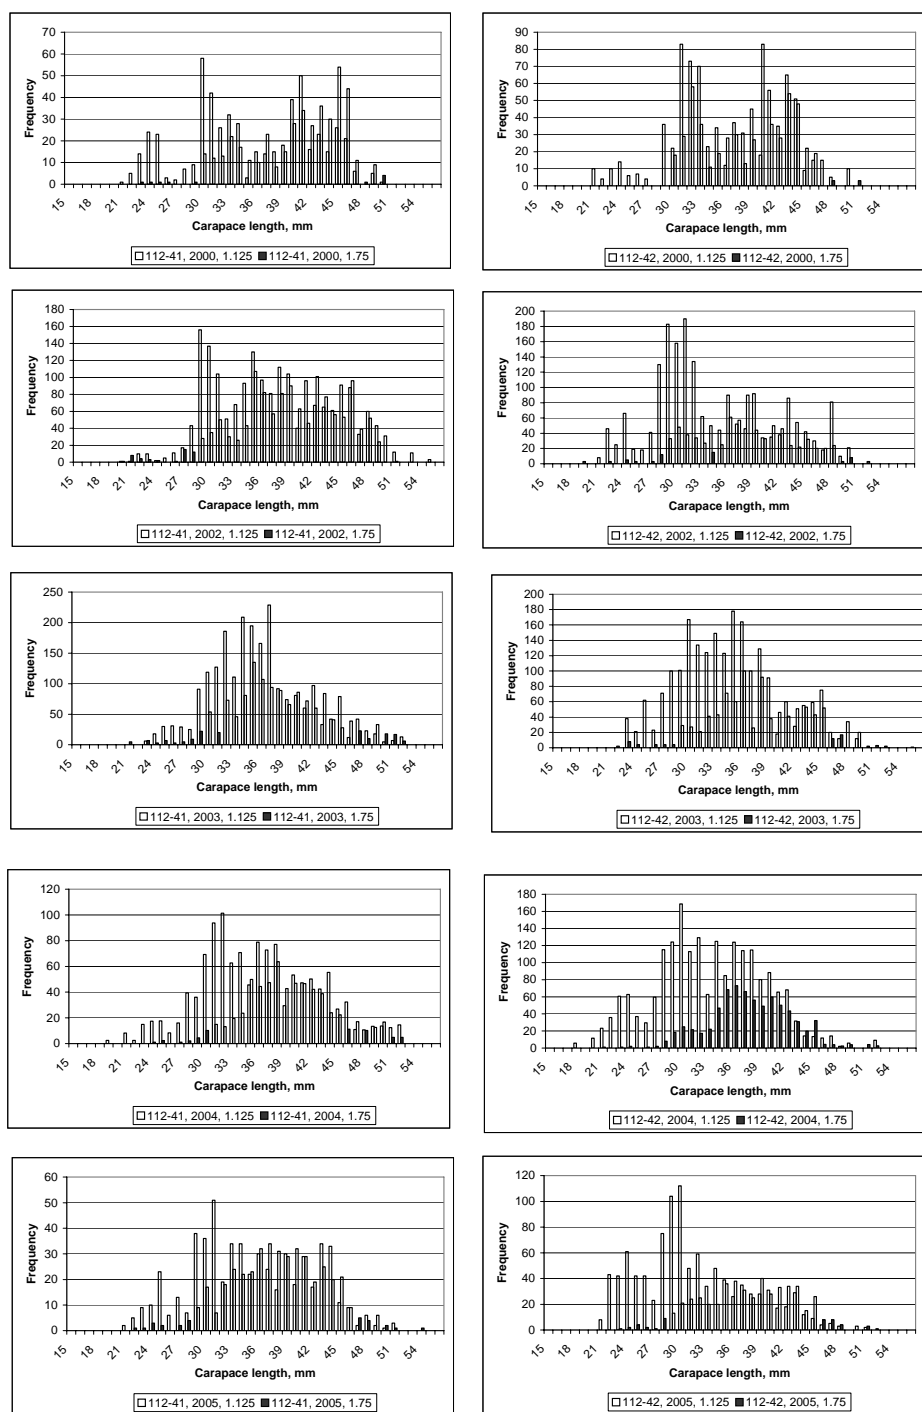 70
60
50
40
30
20
10
0
Frequency
15 18 21 24 27 30 33 36 39 42 45 48 51 54
Carapace length, mm
112-41, 2000, 1.125 112-41, 2000, 1.75
90
80
70
60
50
40
30
20
10
0
Frequency
15 18 21 24 27 30 33 36 39 42 45 48 51 54
Carapace length, mm
112-42, 2000, 1.125 112-42, 2000, 1.75
180
160
140
120
100
80
60
40
20
0
Frequency
15 18 21 24 27 30 33 36 39 42 45 48 51 54
Carapace length, mm
112-41, 2002, 1.125 112-41, 2002, 1.75
200
180
160
140
120
100
80
60
40
20
0
Frequency
15 18 21 24 27 30 33 36 39 42 45 48 51 54
Carapace length, mm
112-42, 2002, 1.125 112-42, 2002, 1.75
250
200
150
100
50
0
Frequency
15 18 21 24 27 30 33 36 39 42 45 48 51 54
Carapace length, mm
112-41, 2003, 1.125 112-41, 2003, 1.75
200
180
160
140
120
100
80
60
40
20
0
Frequency
15 18 21 24 27 30 33 36 39 42 45 48 51 54
Carapace length, mm
112-42, 2003, 1.125 112-42, 2003, 1.75
120
100
80
60
40
20
0
Frequency
15 18 21 24 27 30 33 36 39 42 45 48 51 54
Carapace length, mm
112-41, 2004, 1.125 112-41, 2004, 1.75
180
160
140
120
100
80
60
40
20
0
Frequency
15 18 21 24 27 30 33 36 39 42 45 48 51 54
Carapace length, mm
112-42, 2004, 1.125 112-42, 2004, 1.75
60
50
40
30
20
10
0
Frequency
15 18 21 24 27 30 33 36 39 42 45 48 51 54
Carapace length, mm
112-41, 2005, 1.125 112-41, 2005, 1.75
120
100
80
60
40
20
0
Frequency
15 18 21 24 27 30 33 36 39 42 45 48 51 54
Carapace length, mm
112-42, 2005, 1.125 112-42, 2005, 1.75